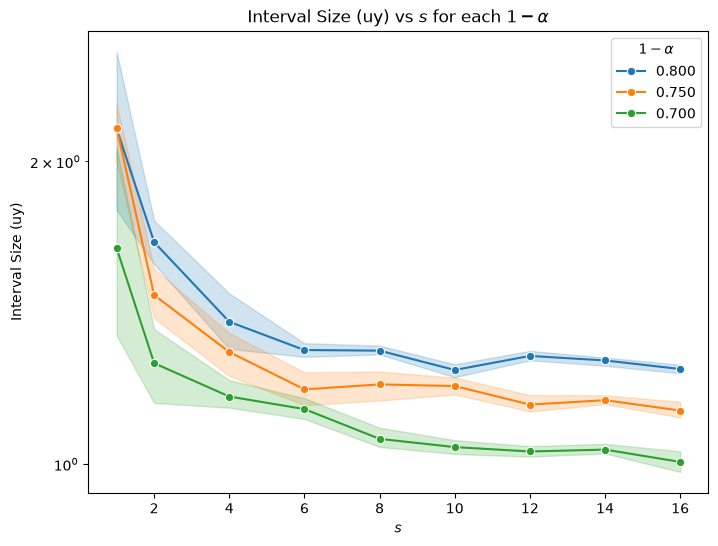 Interval Size (uy) vs s for each 1 − α
Interval Size (uy)
2 × 10⁰
10⁰
1 − α
0.800
0.750
0.700
2 4 6 8 10 12 14 16
s